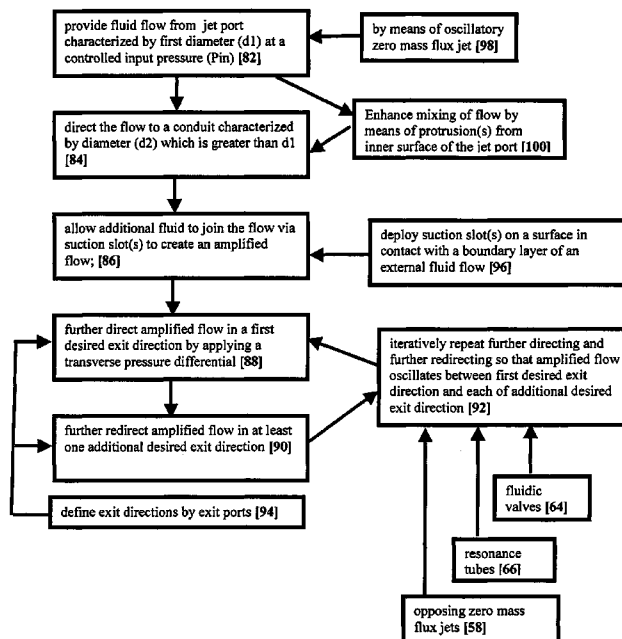 provide fluid flow from jet port
characterized by first diameter (d1) at a
controlled input pressure (Pin) [82]
by means of oscillatory
zero mass flux jet [98]
Enhance mixing of flow by
means of protrusion(s) from
inner surface of the jet port [100]
direct the flow to a conduit characterized
by diameter (d2) which is greater than d1
[84]
allow additional fluid to join the flow via
suction slot(s) to create an amplified
flow; [86]
deploy suction slot(s) on a surface in
contact with a boundary layer of an
external fluid flow [96]
further direct amplified flow in a first
desired exit direction by applying a
transverse pressure differential
[88]
iteratively repeat further directing and
further redirecting so that amplified flow
oscillates between first desired exit
direction and each of additional desired
exit direction [92]
further redirect amplified flow in at least
one additional desired exit direction [90]
define exit directions by exit ports [94]
fluidic
valves [64]
resonance
tubes [66]
opposing zero mass
flux jets [58]